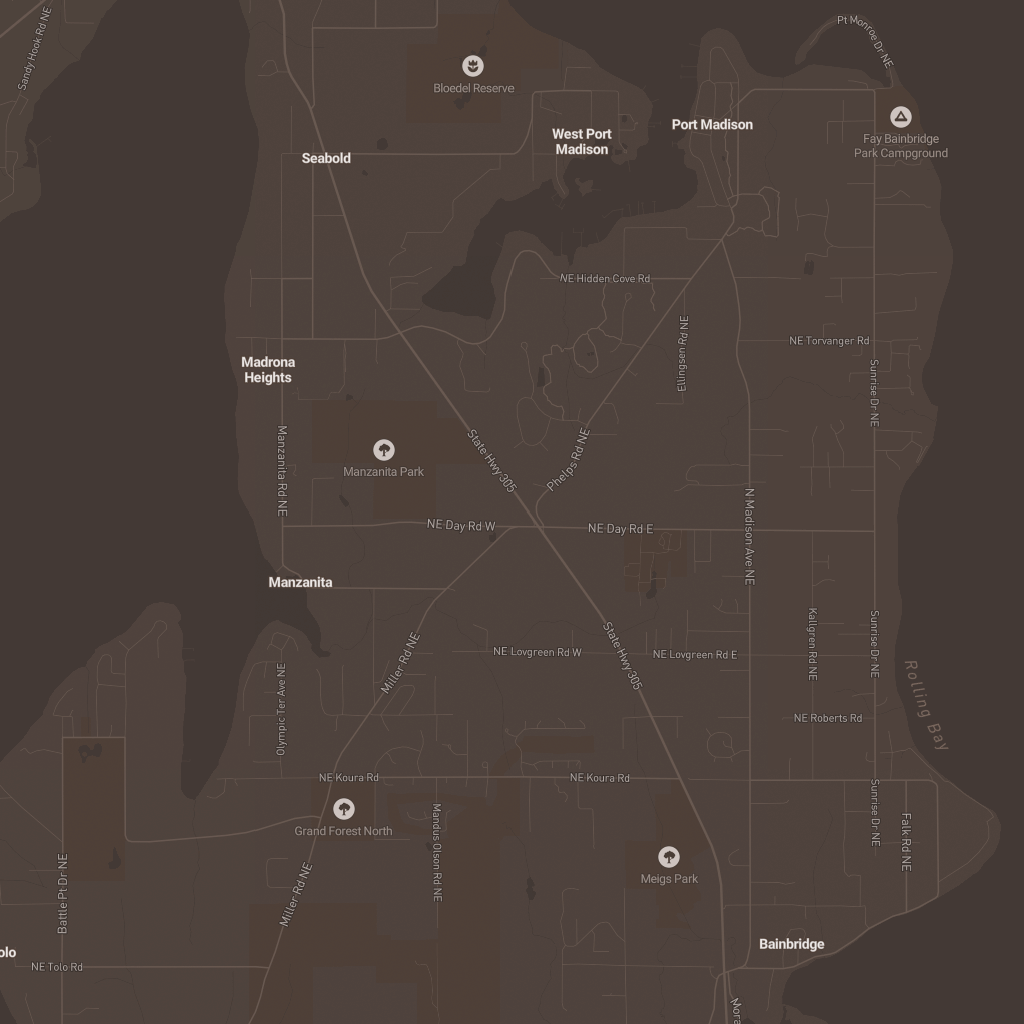 Sandy Hook Rd NE
Pt Monroe Dr NE
Bloedel Reserve
West Port
Madison
Port Madison
Fay Bainbridge
Park Campground
Seabold
NE Hidden Cove Rd
Ellingsen Rd NE
NE Torvanger Rd
Madrona
Heights
Sunrise Dr NE
Manzanita Rd NE
State Hwy 305
Phelps Rd NE
Manzanita Park
N Madison Ave NE
NE Day Rd W
NE Day Rd E
Manzanita
Miller Rd NE
State Hwy 305
Kallgren Rd NE
Sunrise Dr NE
NE Lovgreen Rd W
NE Lovgreen Rd E
Olympic Ter Ave NE
Rolling Bay
NE Roberts Rd
NE Koura Rd
NE Koura Rd
Sunrise Dr NE
Grand Forest North
Mandus Olson Rd NE
Falk Rd NE
Meigs Park
Battle Pt Dr NE
Miller Rd NE
Bainbridge
olo
NE Tolo Rd
Mora